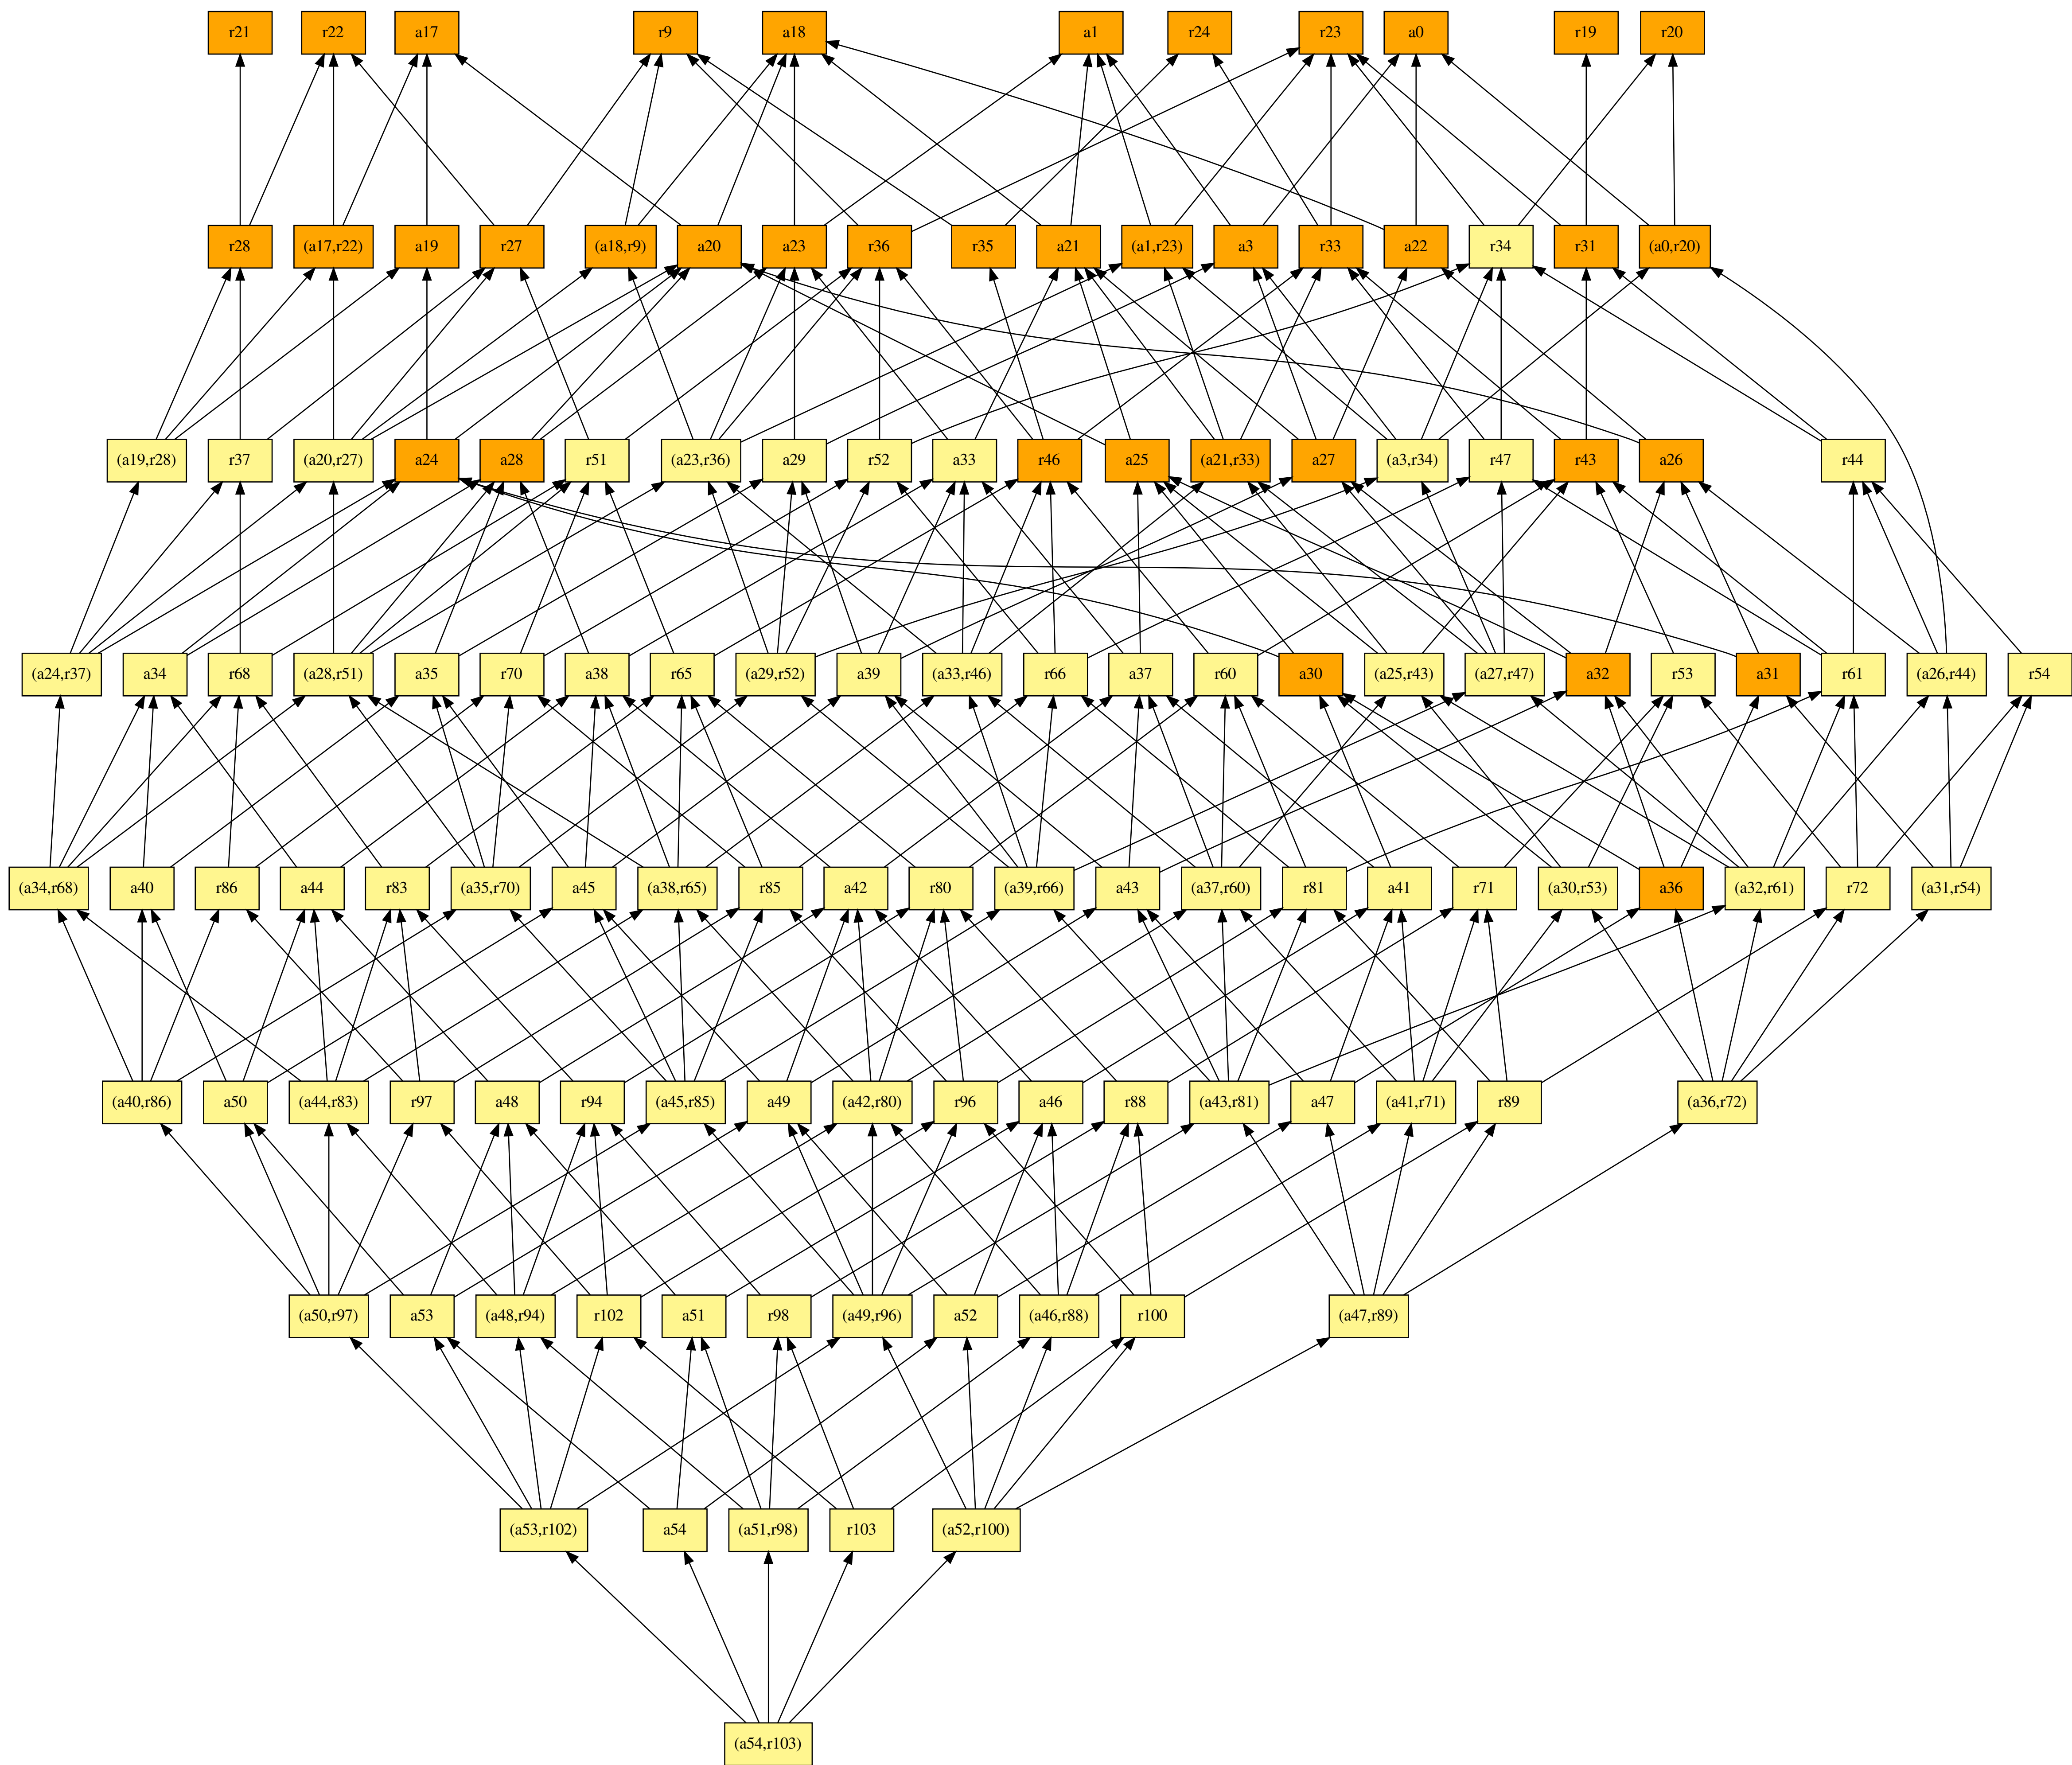 r21 r22 a17 r9 a18 a1 r24 r23 a0 r19 r20
r28 (a17,r22) a19 r27 (a18,r9) a20 a23 r36 r35 a21 (a1,r23) a3 r33 a22 r34 r31 (a0,r20)
(a19,r28) r37 (a20,r27) a24 a28 r51 (a23,r36) a29 r52 a33 r46 a25 (a21,r33) a27 (a3,r34) r47 r43 a26 r44
(a24,r37) a34 r68 (a28,r51) a35 r70 a38 r65 (a29,r52) a39 (a33,r46) r66 a37 r60 a30 (a25,r43) (a27,r47) a32 r53 a31 r61 (a26,r44) r54
(a34,r68) a40 r86 a44 r83 (a35,r70) a45 (a38,r65) r85 a42 r80 (a39,r66) a43 (a37,r60) r81 a41 r71 (a30,r53) a36 (a32,r61) r72 (a31,r54)
(a40,r86) a50 (a44,r83) r97 a48 r94 (a45,r85) a49 (a42,r80) r96 a46 r88 (a43,r81) a47 (a41,r71) r89 (a36,r72)
(a50,r97) a53 (a48,r94) r102 a51 r98 (a49,r96) a52 (a46,r88) r100 (a47,r89)
(a53,r102) a54 (a51,r98) r103 (a52,r100)
(a54,r103)